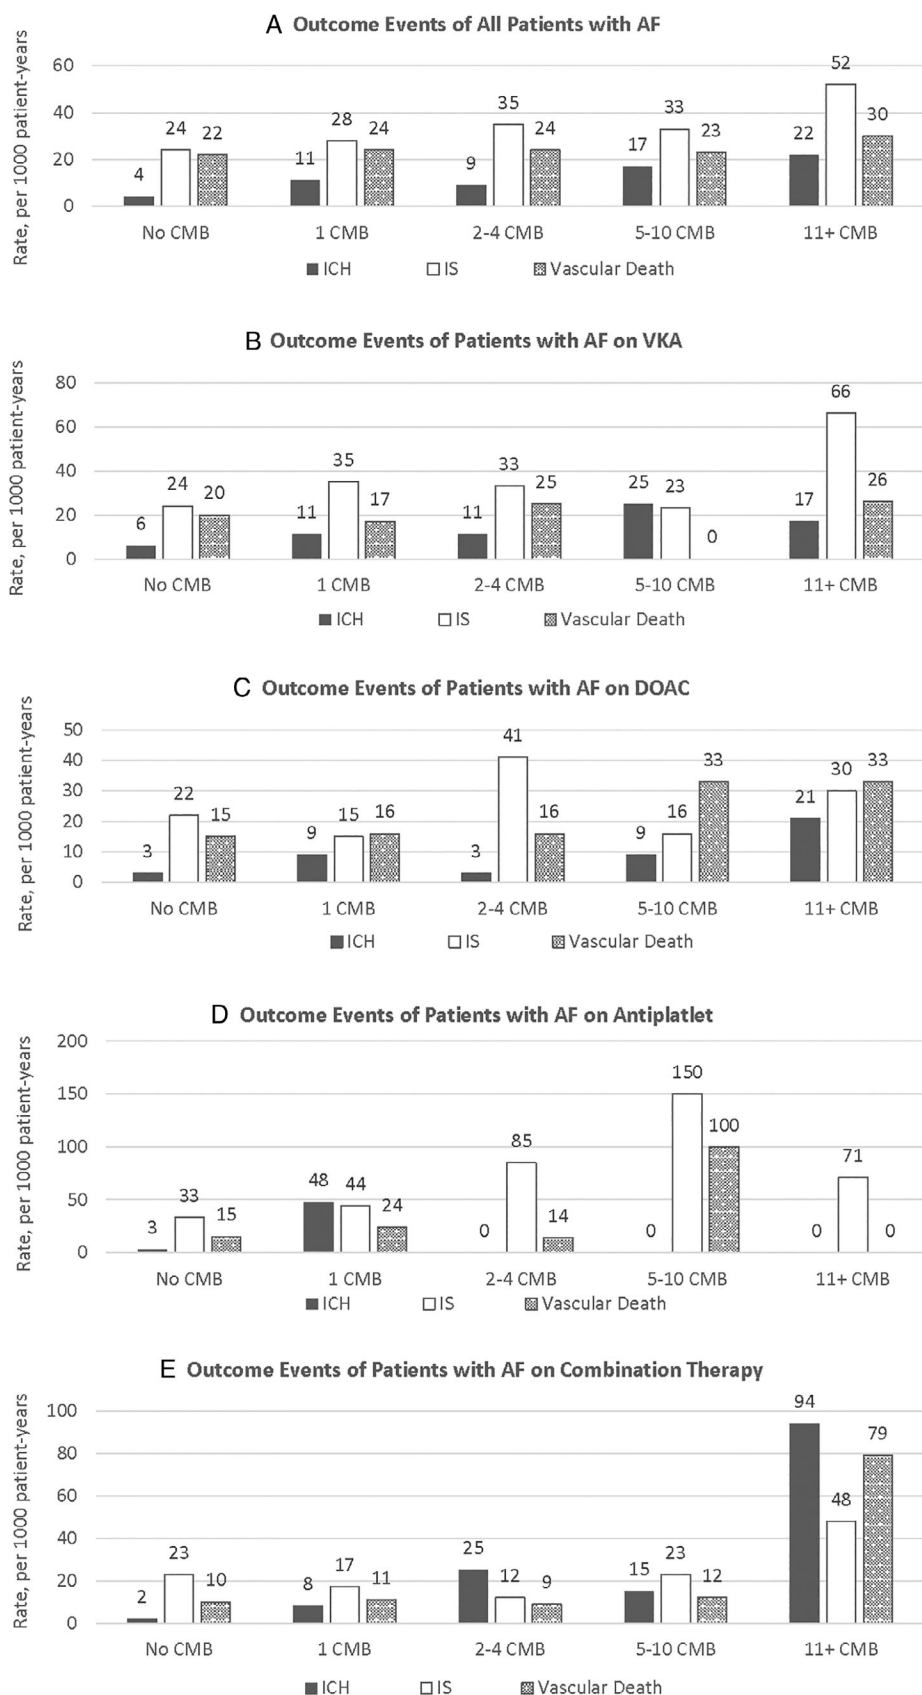 A Outcome Events of All Patients with AF
Rate, per 1000 patient-years
60
40
20
0
4 24 22
11 28 24
9 35 24
17 33 23
22 52 30
No CMB 1 CMB 2-4 CMB 5-10 CMB 11+ CMB
ICH IS Vascular Death
B Outcome Events of Patients with AF on VKA
Rate, per 1000 patient-years
80
60
40
20
0
6 24 20
11 35 17
11 33 25
25 23 0
17 66 26
No CMB 1 CMB 2-4 CMB 5-10 CMB 11+ CMB
ICH IS Vascular Death
C Outcome Events of Patients with AF on DOAC
Rate, per 1000 patient-years
50
40
30
20
10
0
3 22 15
9 15 16
3 41 16
9 16 33
21 30 33
No CMB 1 CMB 2-4 CMB 5-10 CMB 11+ CMB
ICH IS Vascular Death
D Outcome Events of Patients with AF on Antiplatlet
Rate, per 1000 patient-years
200
150
100
50
0
3 33 15
48 44 24
0 85 14
0 150 100
0 71 0
No CMB 1 CMB 2-4 CMB 5-10 CMB 11+ CMB
ICH IS Vascular Death
E Outcome Events of Patients with AF on Combination Therapy
Rate, per 1000 patient-years
100
80
60
40
20
0
2 23 10
8 17 11
25 12 9
15 23 12
94 48 79
No CMB 1 CMB 2-4 CMB 5-10 CMB 11+ CMB
ICH IS Vascular Death